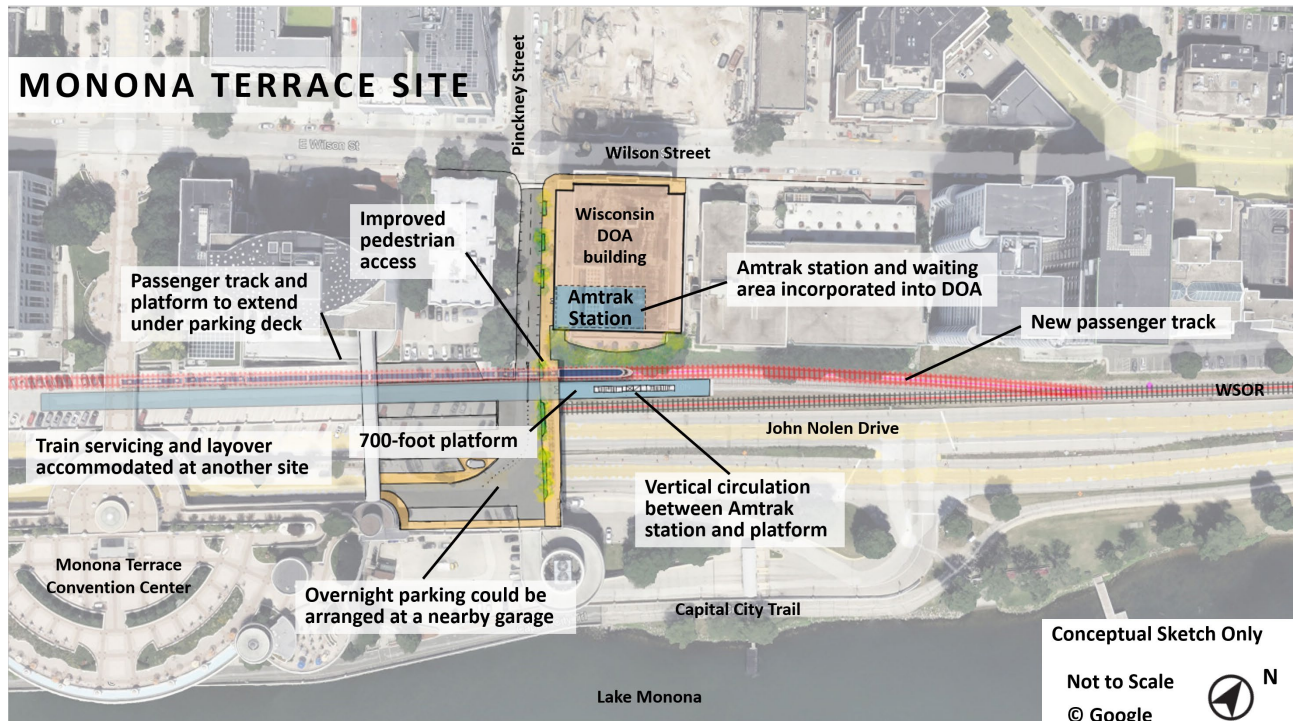 MONONA TERRACE SITE
Pinckney Street
E Wilson St
Wilson Street
Improved
pedestrian
access
Wisconsin
DOA
building
Passenger track and
platform to extend
under parking deck
Amtrak
Station
Amtrak station and waiting
area incorporated into DOA
New passenger track
WSOR
Train servicing and layover
accommodated at another site
700-foot platform
John Nolen Drive
Vertical circulation
between Amtrak
station and platform
Monona Terrace
Convention Center
Overnight parking could be
arranged at a nearby garage
Capital City Trail
Lake Monona
Conceptual Sketch Only
Not to Scale
© Google
N